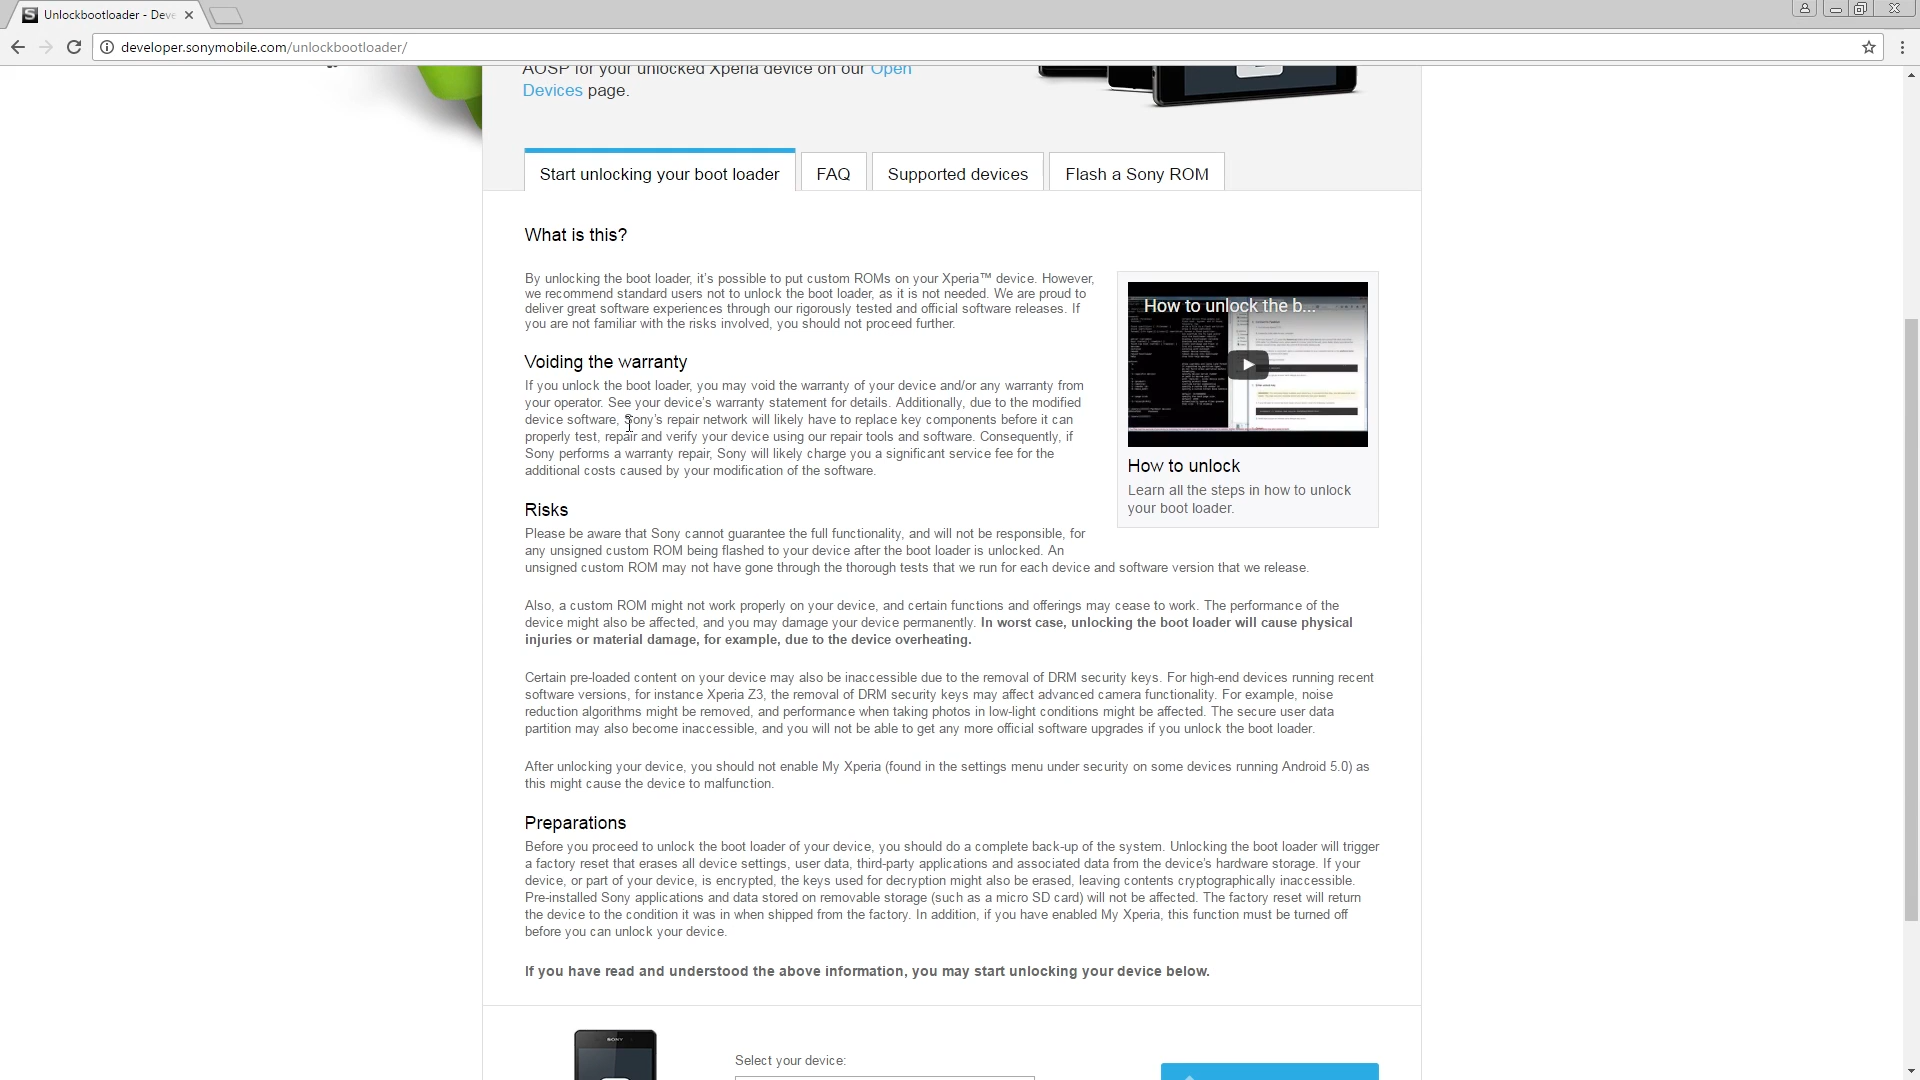 Unlockbootloader - Deve
developer.sonymobile.com/unlockbootloader/
AOSP for your unlocked Xperia device on our Open
Devices page.
Start unlocking your boot loader
FAQ
Supported devices
Flash a Sony ROM
What is this?
By unlocking the boot loader, it's possible to put custom ROMs on your Xperia™ device. However,
we recommend standard users not to unlock the boot loader, as it is not needed. We are proud to
deliver great software experiences through our rigorously tested and official software releases. If
you are not familiar with the risks involved, you should not proceed further.
Voiding the warranty
If you unlock the boot loader, you may void the warranty of your device and/or any warranty from
your operator. See your device's warranty statement for details. Additionally, due to the modified
device software, Sony's repair network will likely have to replace key components before it can
properly test, repair and verify your device using our repair tools and software. Consequently, if
Sony performs a warranty repair, Sony will likely charge you a significant service fee for the
additional costs caused by your modification of the software.
How to unlock the b...
How to unlock
Learn all the steps in how to unlock
your boot loader.
Risks
Please be aware that Sony cannot guarantee the full functionality, and will not be responsible, for
any unsigned custom ROM being flashed to your device after the boot loader is unlocked. An
unsigned custom ROM may not have gone through the thorough tests that we run for each device and software version that we release.
Also, a custom ROM might not work properly on your device, and certain functions and offerings may cease to work. The performance of the
device might also be affected, and you may damage your device permanently. In worst case, unlocking the boot loader will cause physical
injuries or material damage, for example, due to the device overheating.
Certain pre-loaded content on your device may also be inaccessible due to the removal of DRM security keys. For high-end devices running recent
software versions, for instance Xperia Z3, the removal of DRM security keys may affect advanced camera functionality. For example, noise
reduction algorithms might be removed, and performance when taking photos in low-light conditions might be affected. The secure user data
partition may also become inaccessible, and you will not be able to get any more official software upgrades if you unlock the boot loader.
After unlocking your device, you should not enable My Xperia (found in the settings menu under security on some devices running Android 5.0) as
this might cause the device to malfunction.
Preparations
Before you proceed to unlock the boot loader of your device, you should do a complete back-up of the system. Unlocking the boot loader will trigger
a factory reset that erases all device settings, user data, third-party applications and associated data from the device's hardware storage. If your
device, or part of your device, is encrypted, the keys used for decryption might also be erased, leaving contents cryptographically inaccessible.
Pre-installed Sony applications and data stored on removable storage (such as a micro SD card) will not be affected. The factory reset will return
the device to the condition it was in when shipped from the factory. In addition, if you have enabled My Xperia, this function must be turned off
before you can unlock your device.
If you have read and understood the above information, you may start unlocking your device below.
SONY
Select your device: